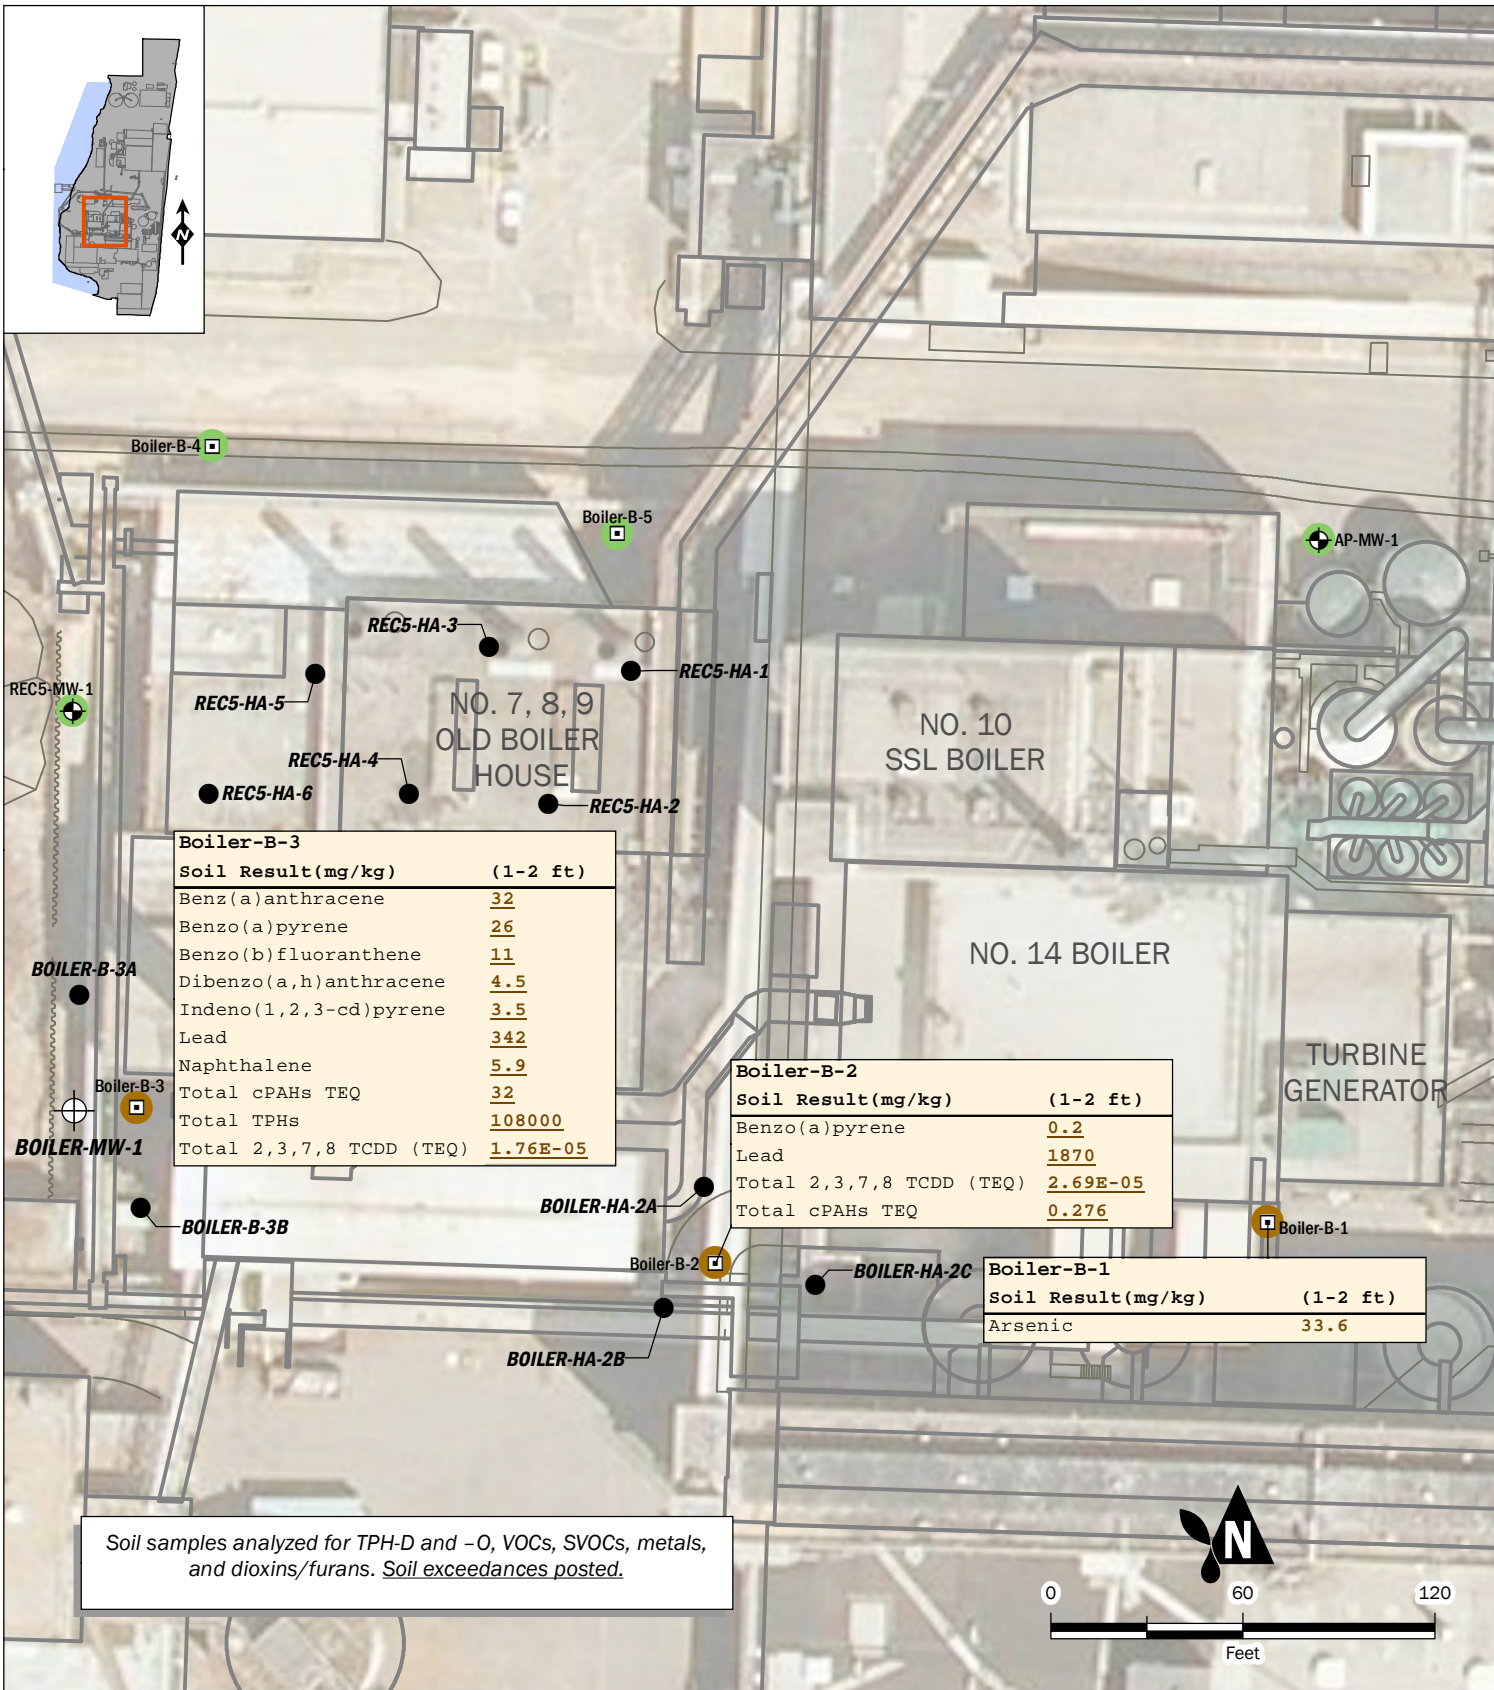 N
Boiler-B-4
Boiler-B-5
AP-MW-1
REC5-HA-3
REC5-HA-1
REC5-MW-1
REC5-HA-5
NO. 7, 8, 9
OLD BOILER
HOUSE
NO. 10
SSL BOILER
REC5-HA-4
REC5-HA-6
REC5-HA-2
Boiler-B-3
Soil Result(mg/kg) (1-2 ft)
Benz(a)anthracene 32
Benzo(a)pyrene 26
Benzo(b)fluoranthene 11
Dibenzo(a,h)anthracene 4.5
Indeno(1,2,3-cd)pyrene 3.5
Lead 342
Naphthalene 5.9
Total cPAHs TEQ 32
Total TPHs 108000
Total 2,3,7,8 TCDD (TEQ) 1.76E-05
BOILER-B-3A
NO. 14 BOILER
TURBINE
GENERATOR
Boiler-B-3
BOILER-MW-1
Boiler-B-2
Soil Result(mg/kg) (1-2 ft)
Benzo(a)pyrene 0.2
Lead 1870
Total 2,3,7,8 TCDD (TEQ) 2.69E-05
Total cPAHs TEQ 0.276
BOILER-HA-2A
BOILER-B-3B
Boiler-B-1
Boiler-B-2
BOILER-HA-2C
Boiler-B-1
Soil Result(mg/kg) (1-2 ft)
Arsenic 33.6
BOILER-HA-2B
Soil samples analyzed for TPH-D and –O, VOCs, SVOCs, metals,
and dioxins/furans. Soil exceedances posted.
N
0 60 120
Feet